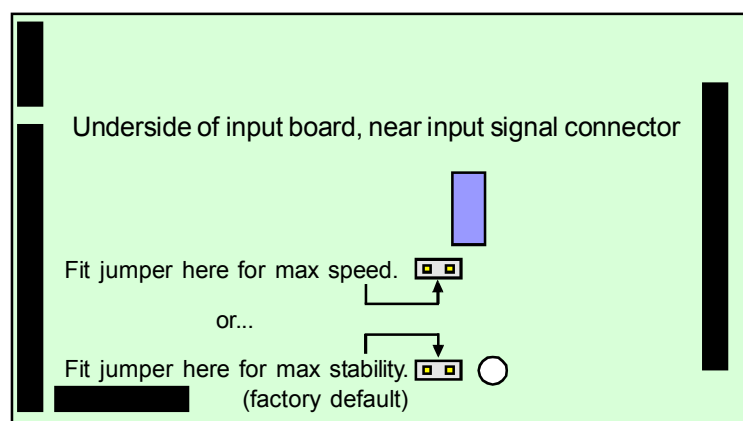 Underside of input board, near input signal connector
Fit jumper here for max speed.
or...
Fit jumper here for max stability.
(factory default)